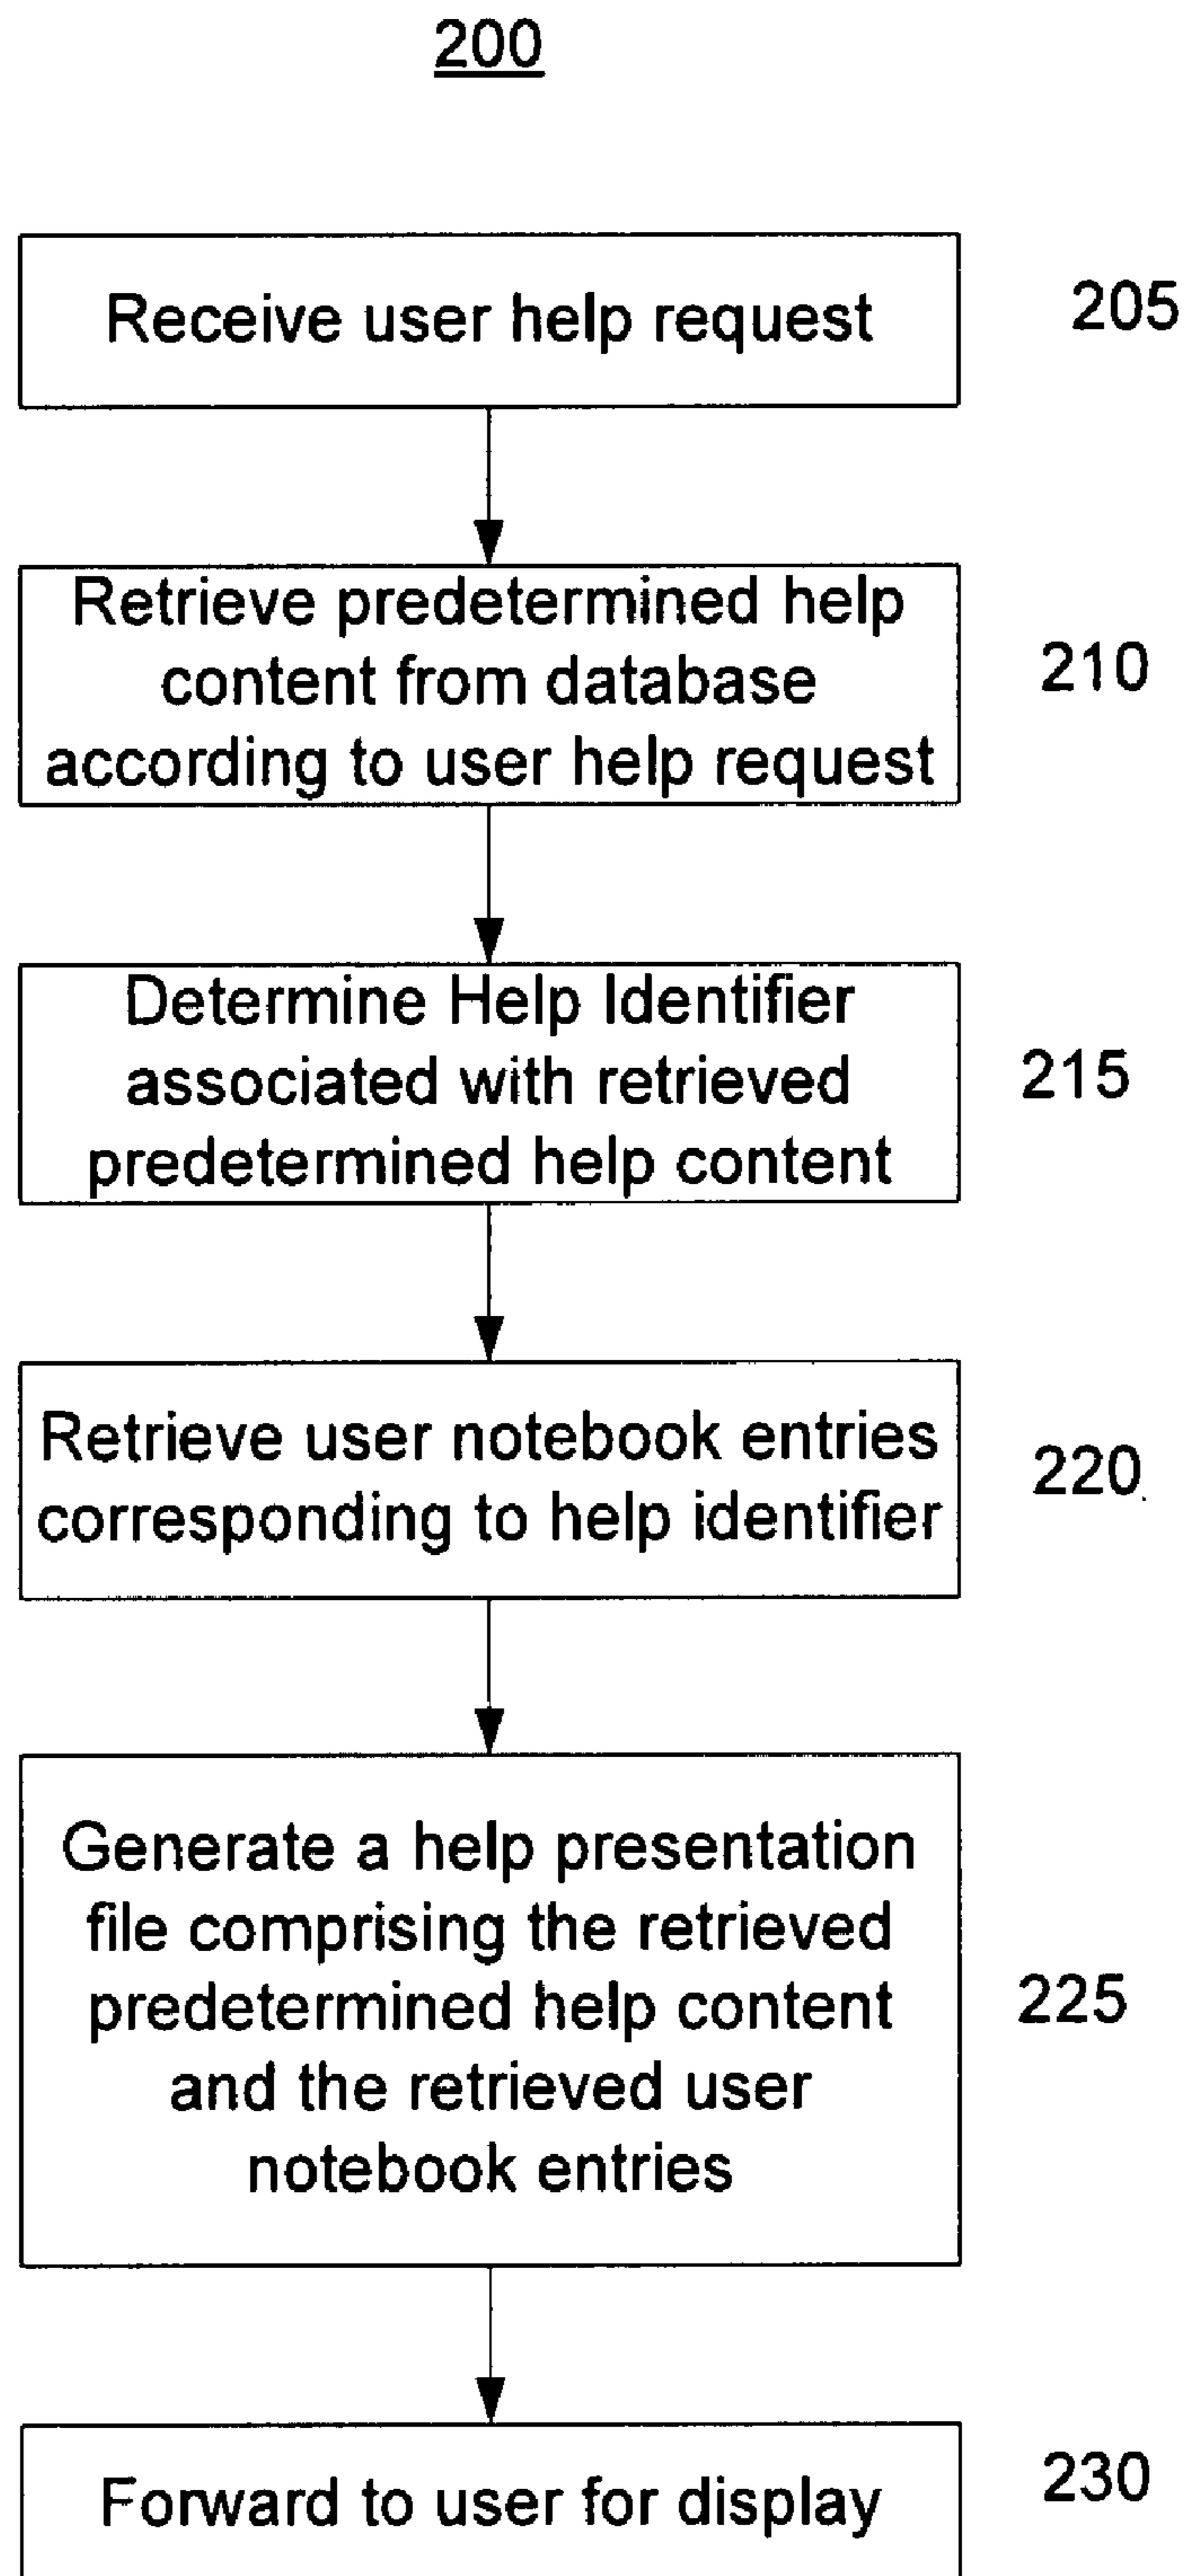 200
Receive user help request
205
Retrieve predetermined help
content from database
according to user help request
210
Determine Help Identifier
associated with retrieved
predetermined help content
215
Retrieve user notebook entries
corresponding to help identifier
220
Generate a help presentation
file comprising the retrieved
predetermined help content
and the retrieved user
notebook entries
225
Forward to user for display
230